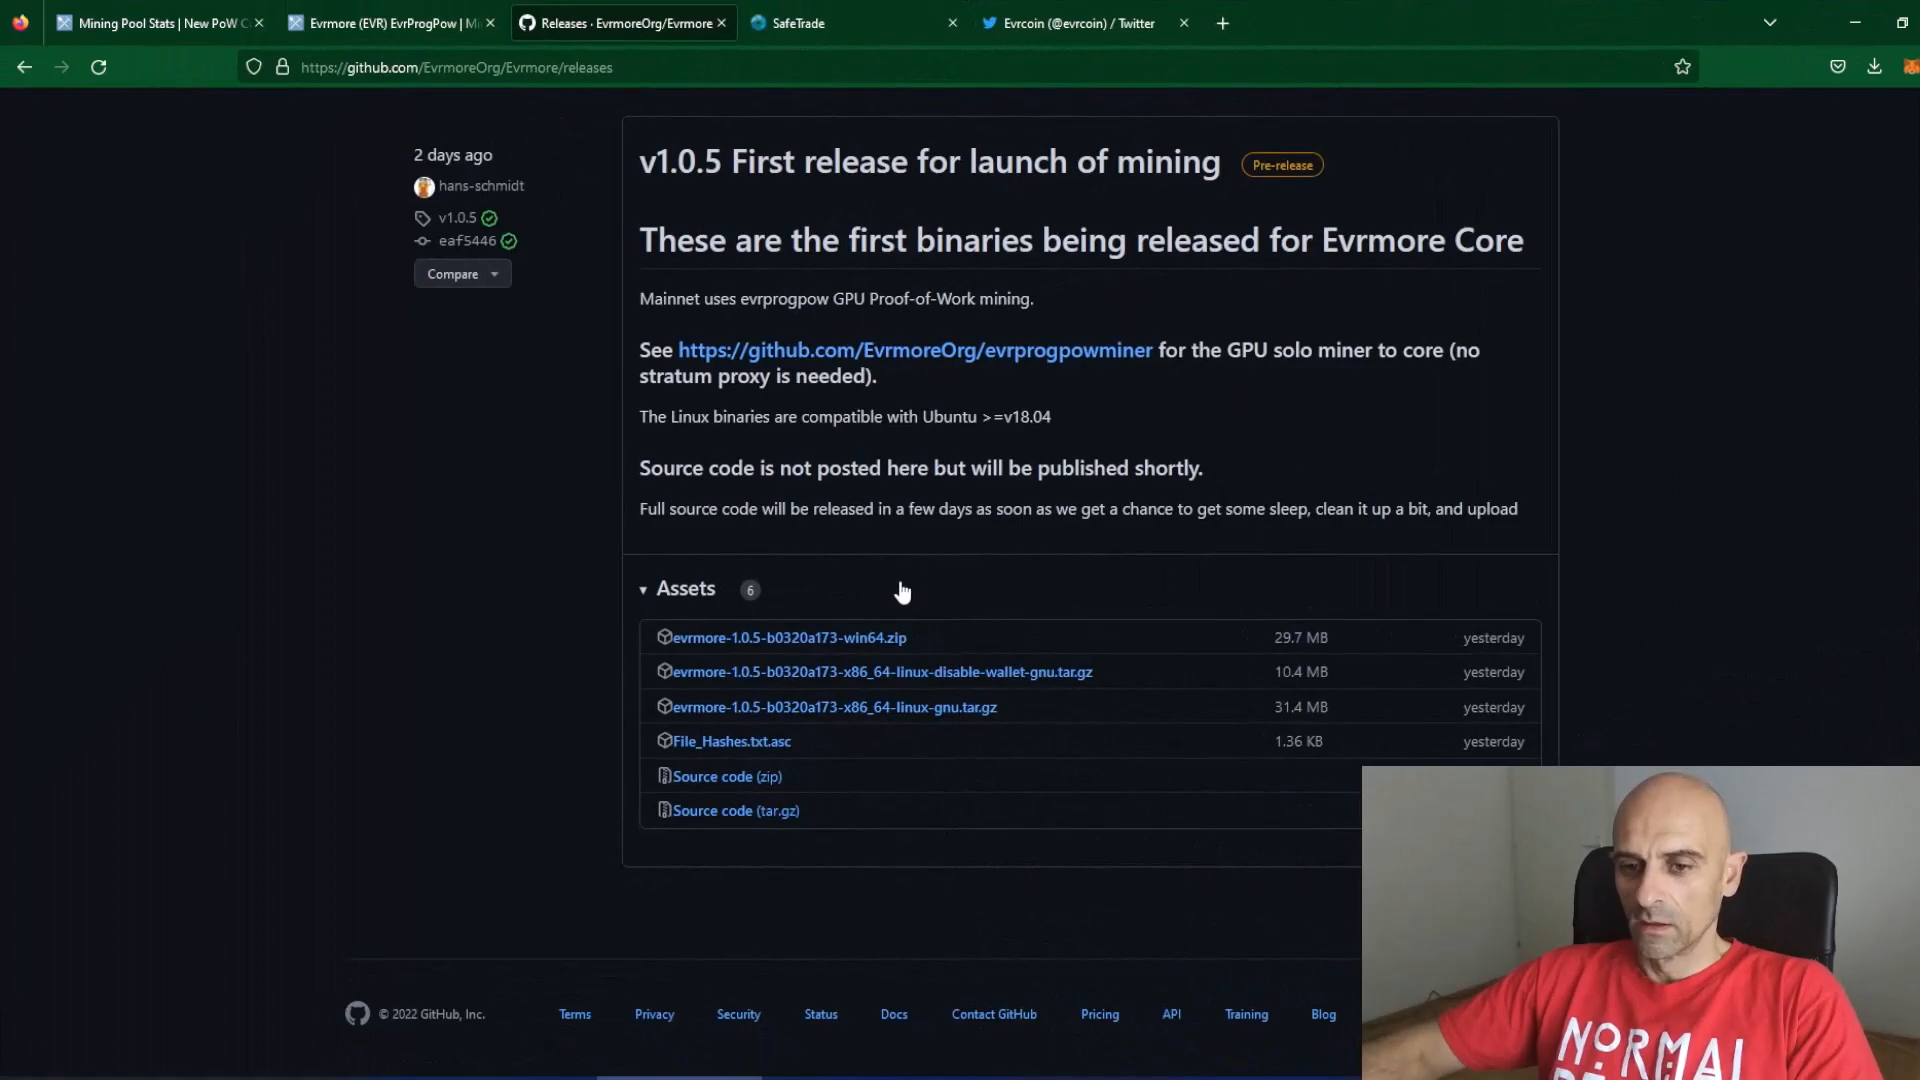 Mining Pool Stats | New PoW C
Evrmore (EVR) EvrProgPow | M
Releases · EvrmoreOrg/Evrmore
SafeTrade
Evrcoin (@evrcoin) / Twitter
https://github.com/EvrmoreOrg/Evrmore/releases
2 days ago
hans-schmidt
v1.0.5
eaf5446
Compare
v1.0.5 First release for launch of mining
Pre-release
These are the first binaries being released for Evrmore Core
Mainnet uses evrprogpow GPU Proof-of-Work mining.
See https://github.com/EvrmoreOrg/evrprogpowminer for the GPU solo miner to core (no
stratum proxy is needed).
The Linux binaries are compatible with Ubuntu >=v18.04
Source code is not posted here but will be published shortly.
Full source code will be released in a few days as soon as we get a chance to get some sleep, clean it up a bit, and upload
Assets 6
evrmore-1.0.5-b0320a173-win64.zip 29.7 MB yesterday
evrmore-1.0.5-b0320a173-x86_64-linux-disable-wallet-gnu.tar.gz 10.4 MB yesterday
evrmore-1.0.5-b0320a173-x86_64-linux-gnu.tar.gz 31.4 MB yesterday
File_Hashes.txt.asc 1.36 KB yesterday
Source code (zip)
Source code (tar.gz)
© 2022 GitHub, Inc.
Terms
Privacy
Security
Status
Docs
Contact GitHub
Pricing
API
Training
Blog
NORMAL